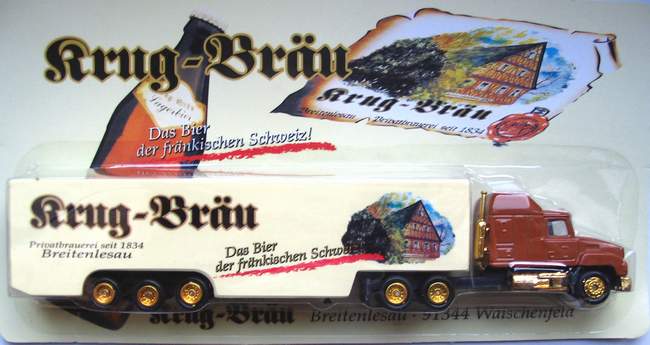 Krug-Bräu
Lagerbier
Das Bier
der fränkischen Schweiz!
Krug-Bräu
Breitenlesau Privatbrauerei seit 1834
Krug-Bräu
Privatbrauerei seit 1834
Breitenlesau
Das Bier
der fränkischen Schweiz!
Krug-Bräu Breitenlesau · 91344 Waischenfeld